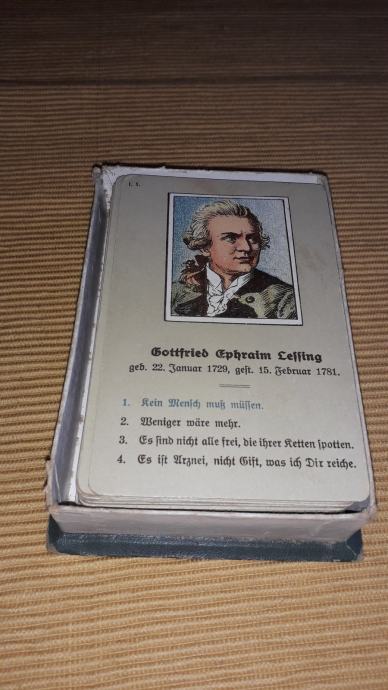 I. 1.
Gottfried Ephraim Lessing
geb. 22. Januar 1729, gest. 15. Februar 1781.
1. Kein Mensch muß müssen.
2. Weniger wäre mehr.
3. Es sind nicht alle frei, die ihrer Ketten spotten.
4. Es ist Arznei, nicht Gift, was ich Dir reiche.